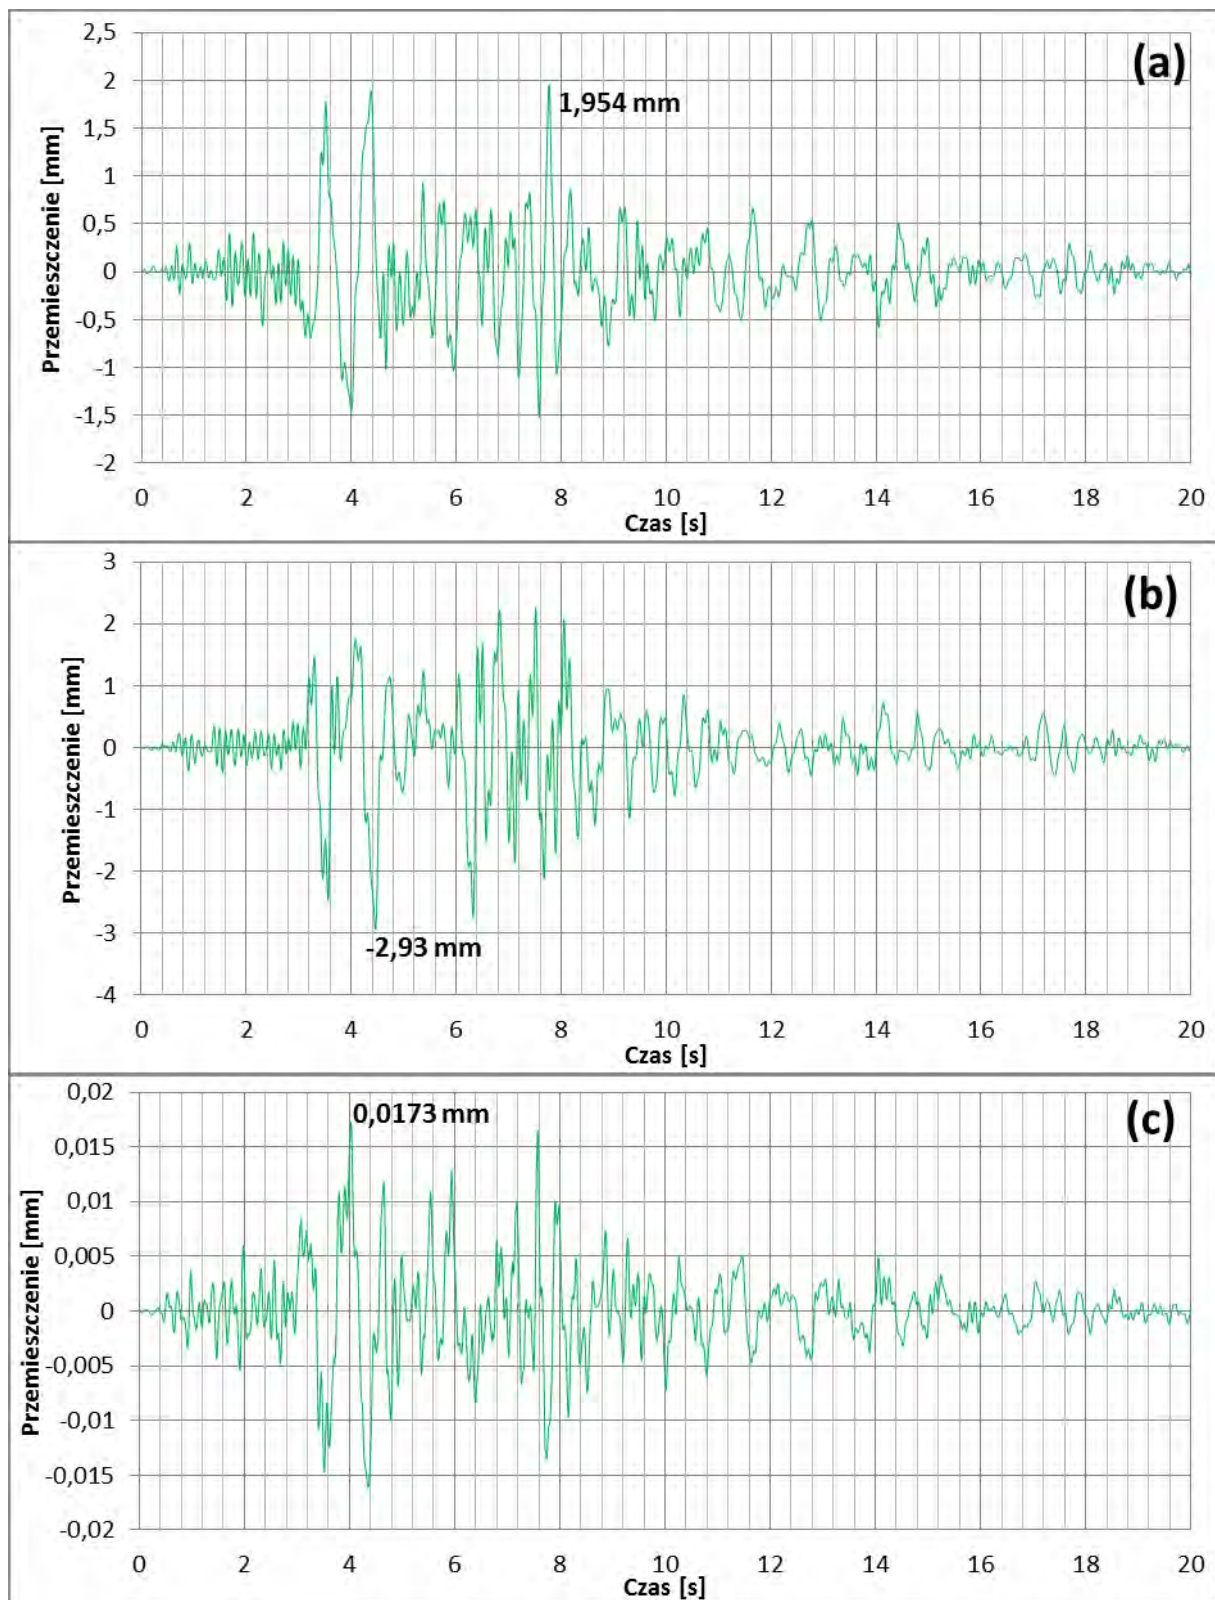 (a)
1,954 mm
Przemieszczenie [mm]
2,5
2
1,5
1
0,5
0
-0,5
-1
-1,5
-2
0 2 4 6 8 10 12 14 16 18 20
Czas [s]
(b)
-2,93 mm
Przemieszczenie [mm]
3
2
1
0
-1
-2
-3
-4
0 2 4 6 8 10 12 14 16 18 20
Czas [s]
(c)
0,0173 mm
Przemieszczenie [mm]
0,02
0,015
0,01
0,005
0
-0,005
-0,01
-0,015
-0,02
0 2 4 6 8 10 12 14 16 18 20
Czas [s]